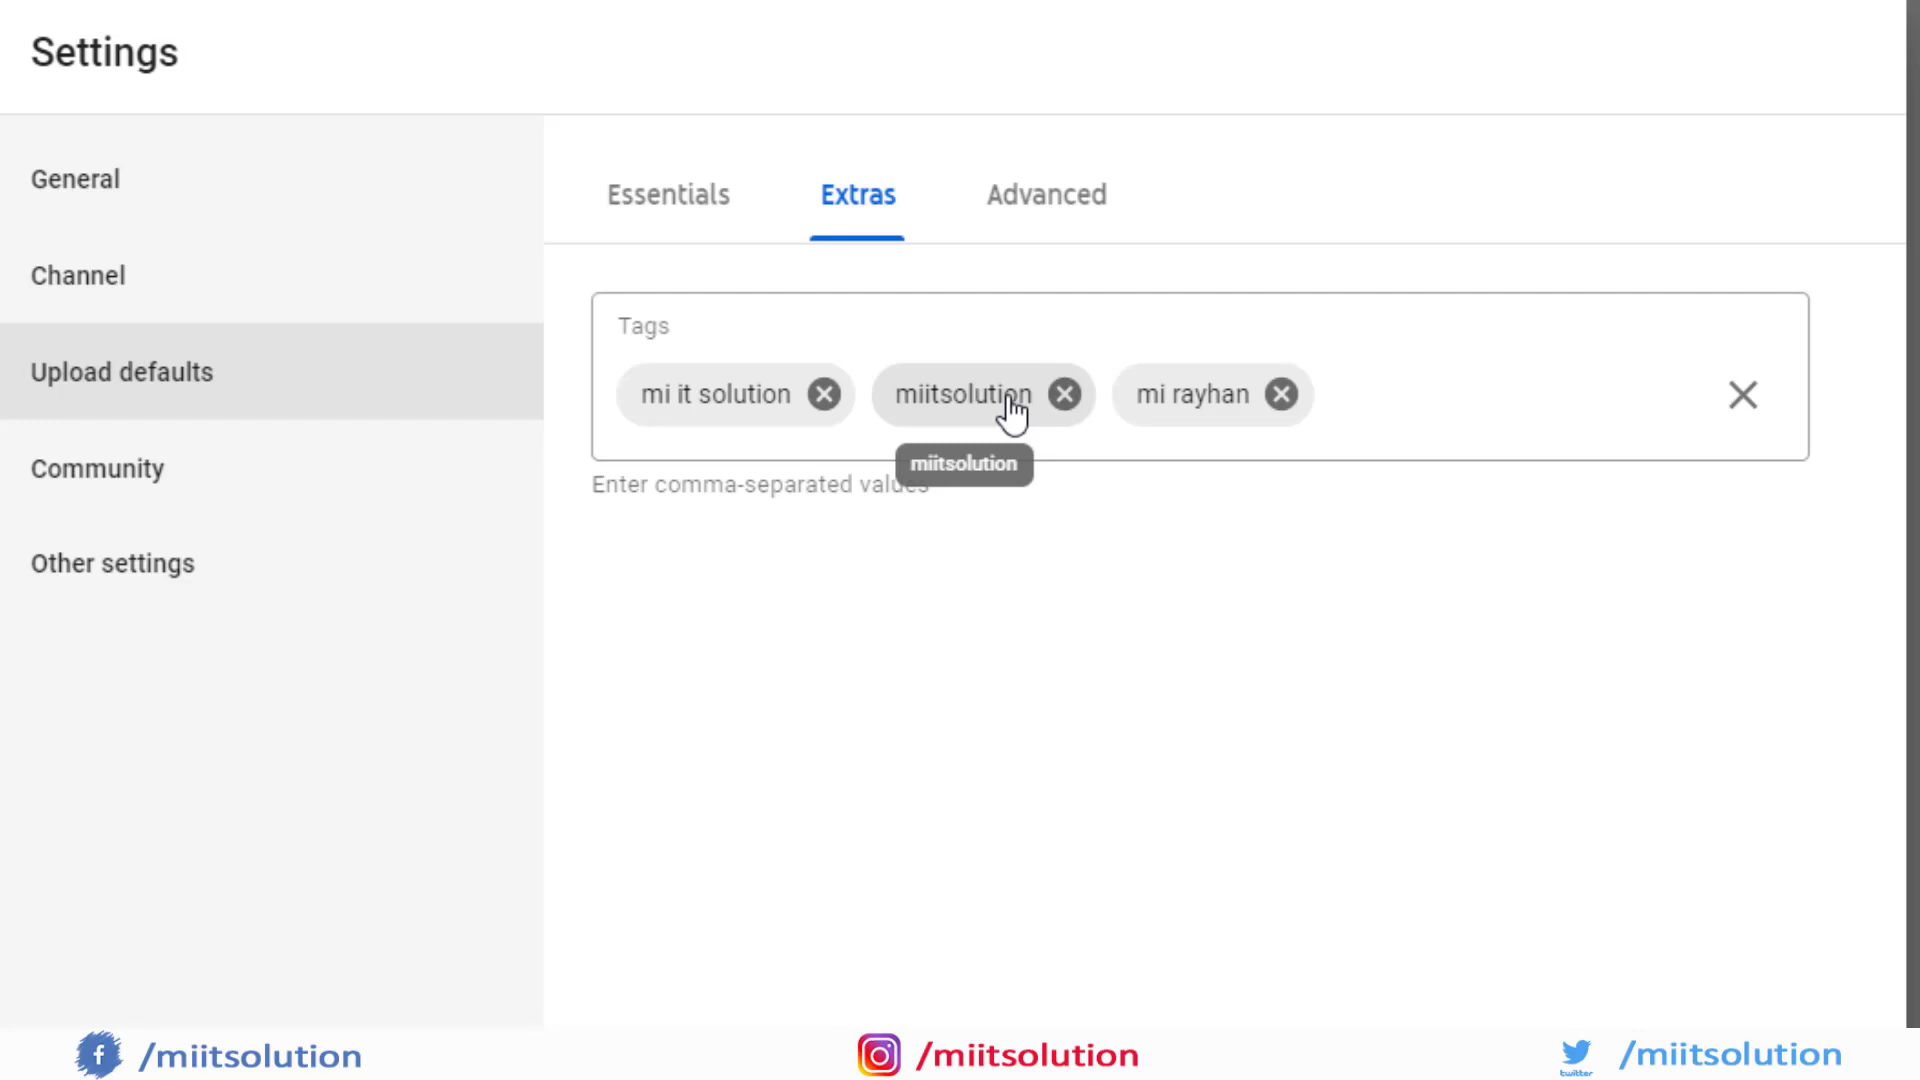 Settings
General
Channel
Upload defaults
Community
Other settings
Essentials Extras Advanced
Tags
mi it solution miitsolution mi rayhan
miitsolution
Enter comma-separated values
/miitsolution /miitsolution twitter /miitsolution